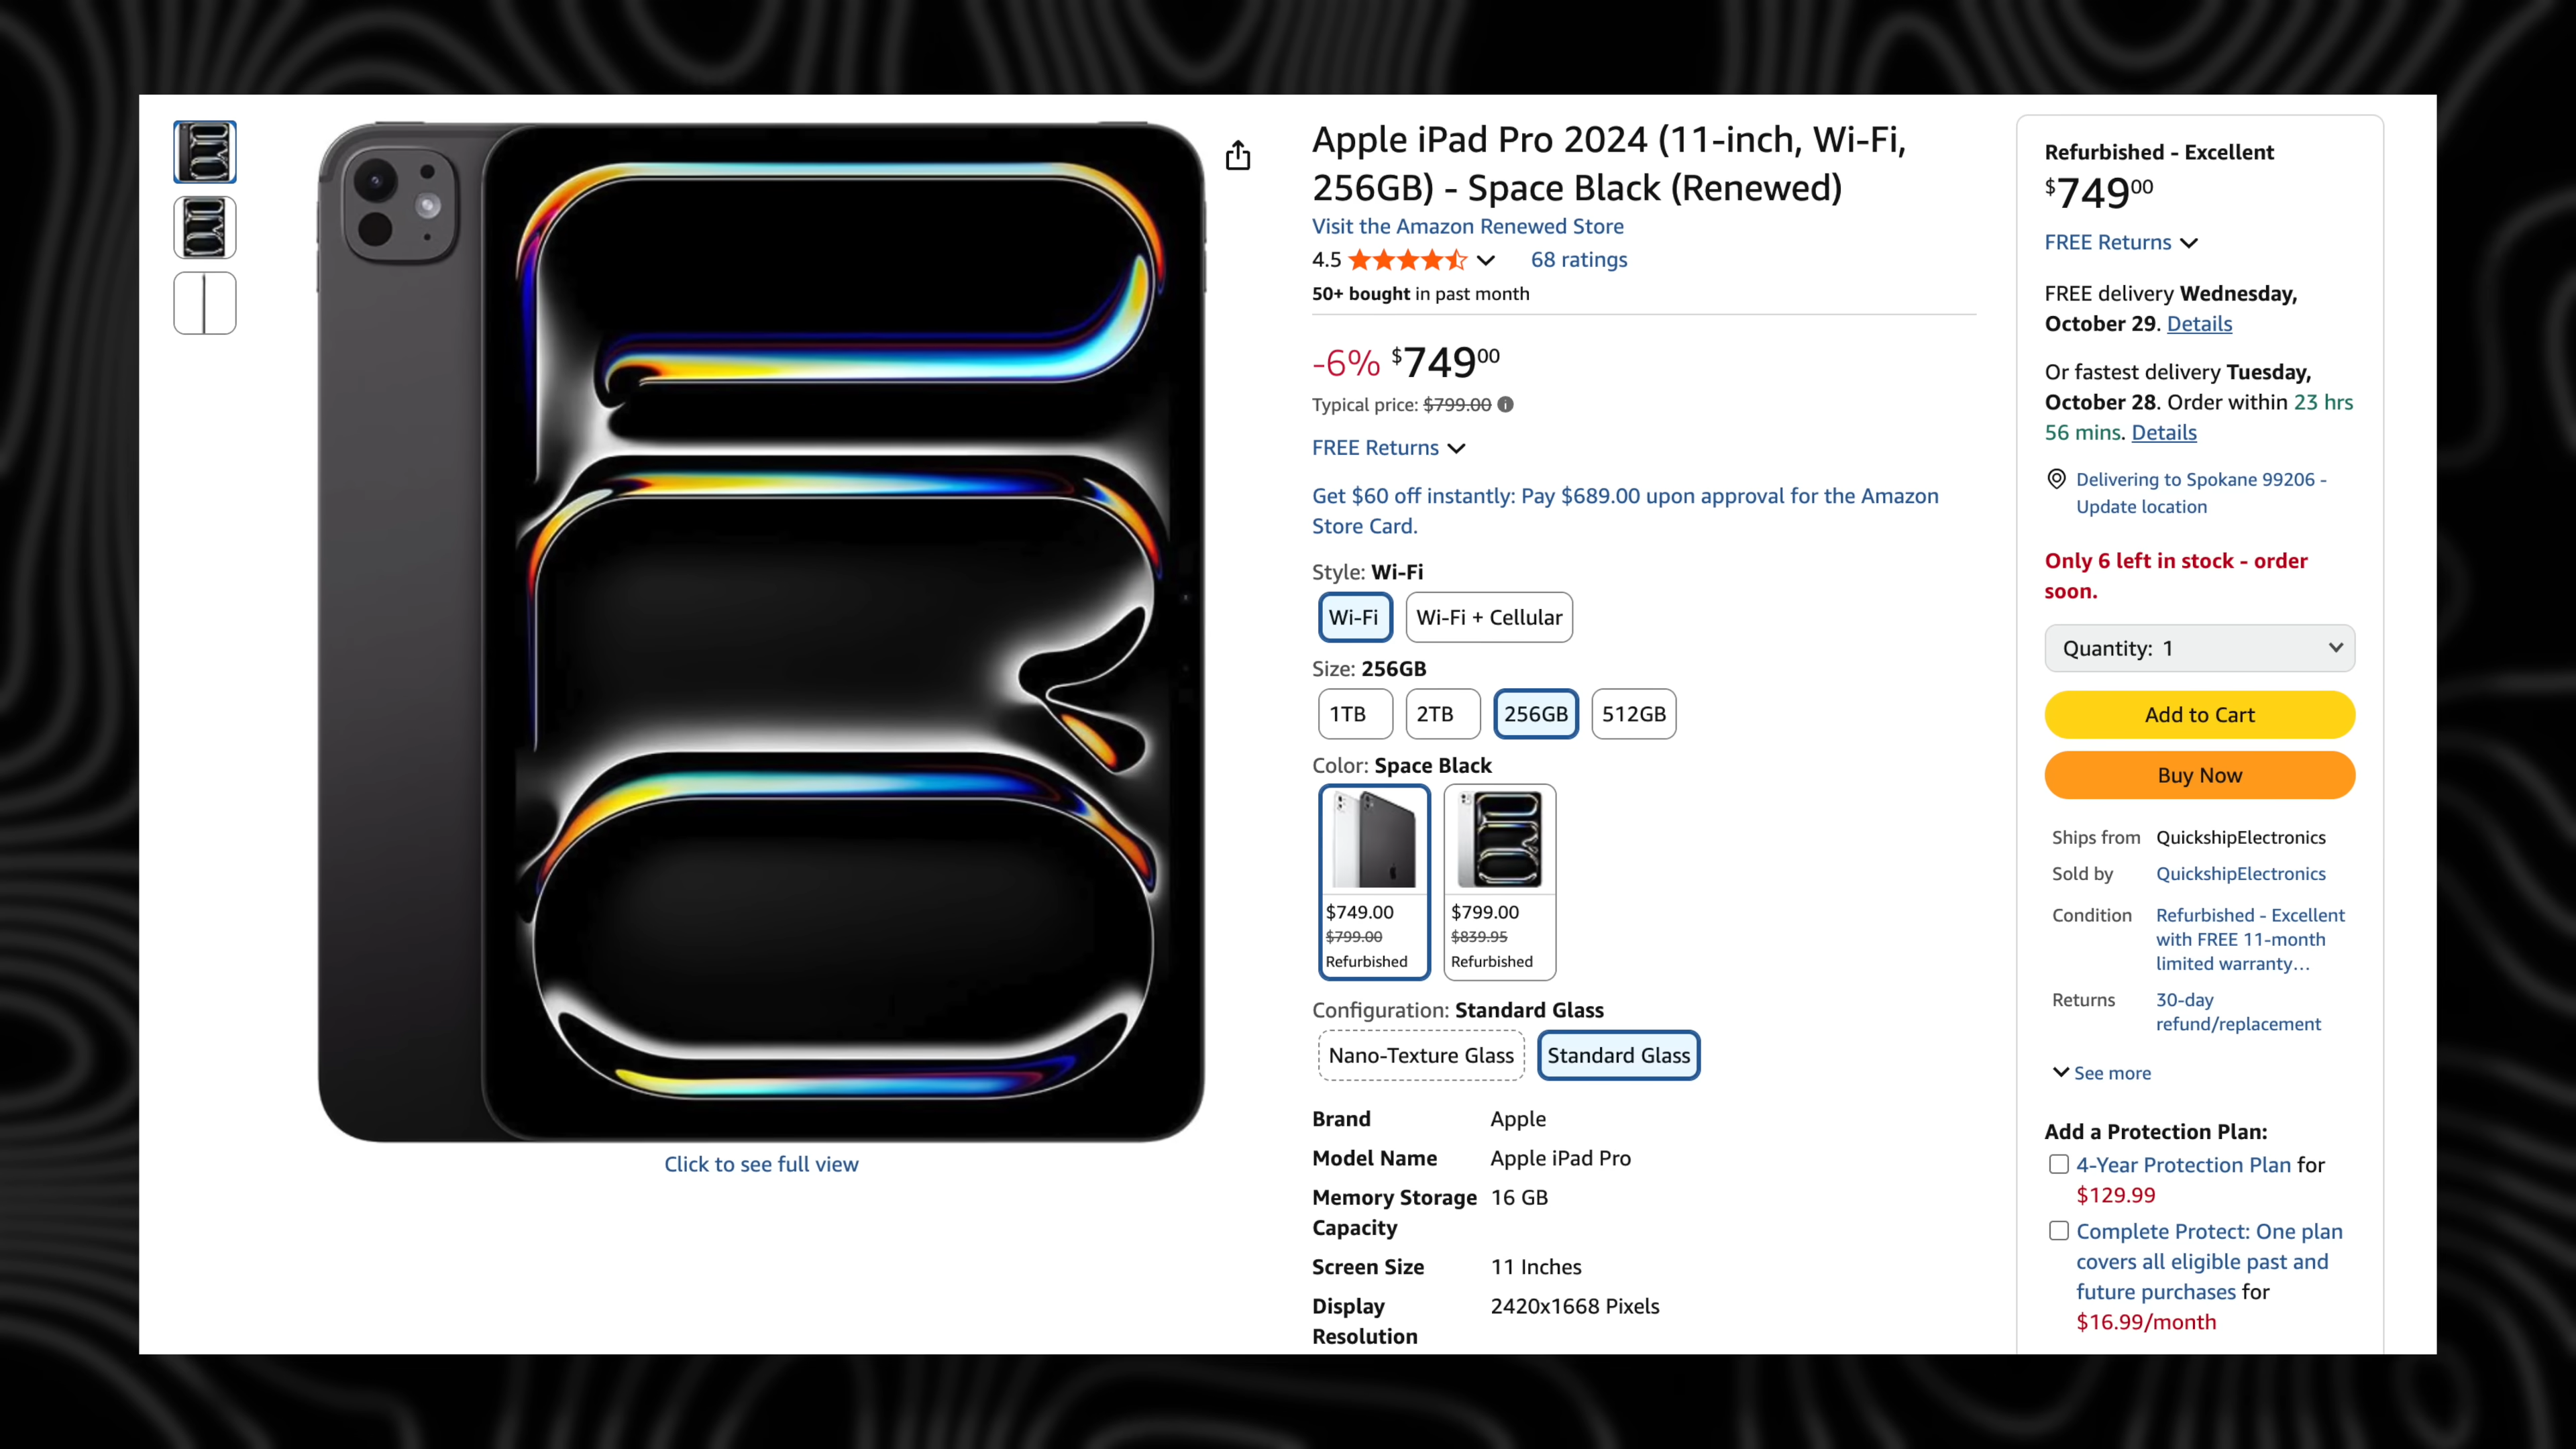 Apple iPad Pro 2024 (11-inch, Wi-Fi,
256GB) - Space Black (Renewed)
Visit the Amazon Renewed Store
4.5 68 ratings
50+ bought in past month
-6% $74900
Typical price: $799.00
FREE Returns
Get $60 off instantly: Pay $689.00 upon approval for the Amazon
Store Card.
Style: Wi-Fi
Wi-Fi Wi-Fi + Cellular
Size: 256GB
1TB 2TB 256GB 512GB
Color: Space Black
$749.00 $799.00
$799.00 $839.95
Refurbished Refurbished
Configuration: Standard Glass
Nano-Texture Glass Standard Glass
Brand Apple
Model Name Apple iPad Pro
Memory Storage 16 GB
Capacity
Screen Size 11 Inches
Display 2420x1668 Pixels
Resolution
Click to see full view
Refurbished - Excellent
$74900
FREE Returns
FREE delivery Wednesday,
October 29. Details
Or fastest delivery Tuesday,
October 28. Order within 23 hrs
56 mins. Details
Delivering to Spokane 99206 -
Update location
Only 6 left in stock - order
soon.
Quantity: 1
Add to Cart
Buy Now
Ships from QuickshipElectronics
Sold by QuickshipElectronics
Condition Refurbished - Excellent
with FREE 11-month
limited warranty…
Returns 30-day
refund/replacement
See more
Add a Protection Plan:
4-Year Protection Plan for
$129.99
Complete Protect: One plan
covers all eligible past and
future purchases for
$16.99/month